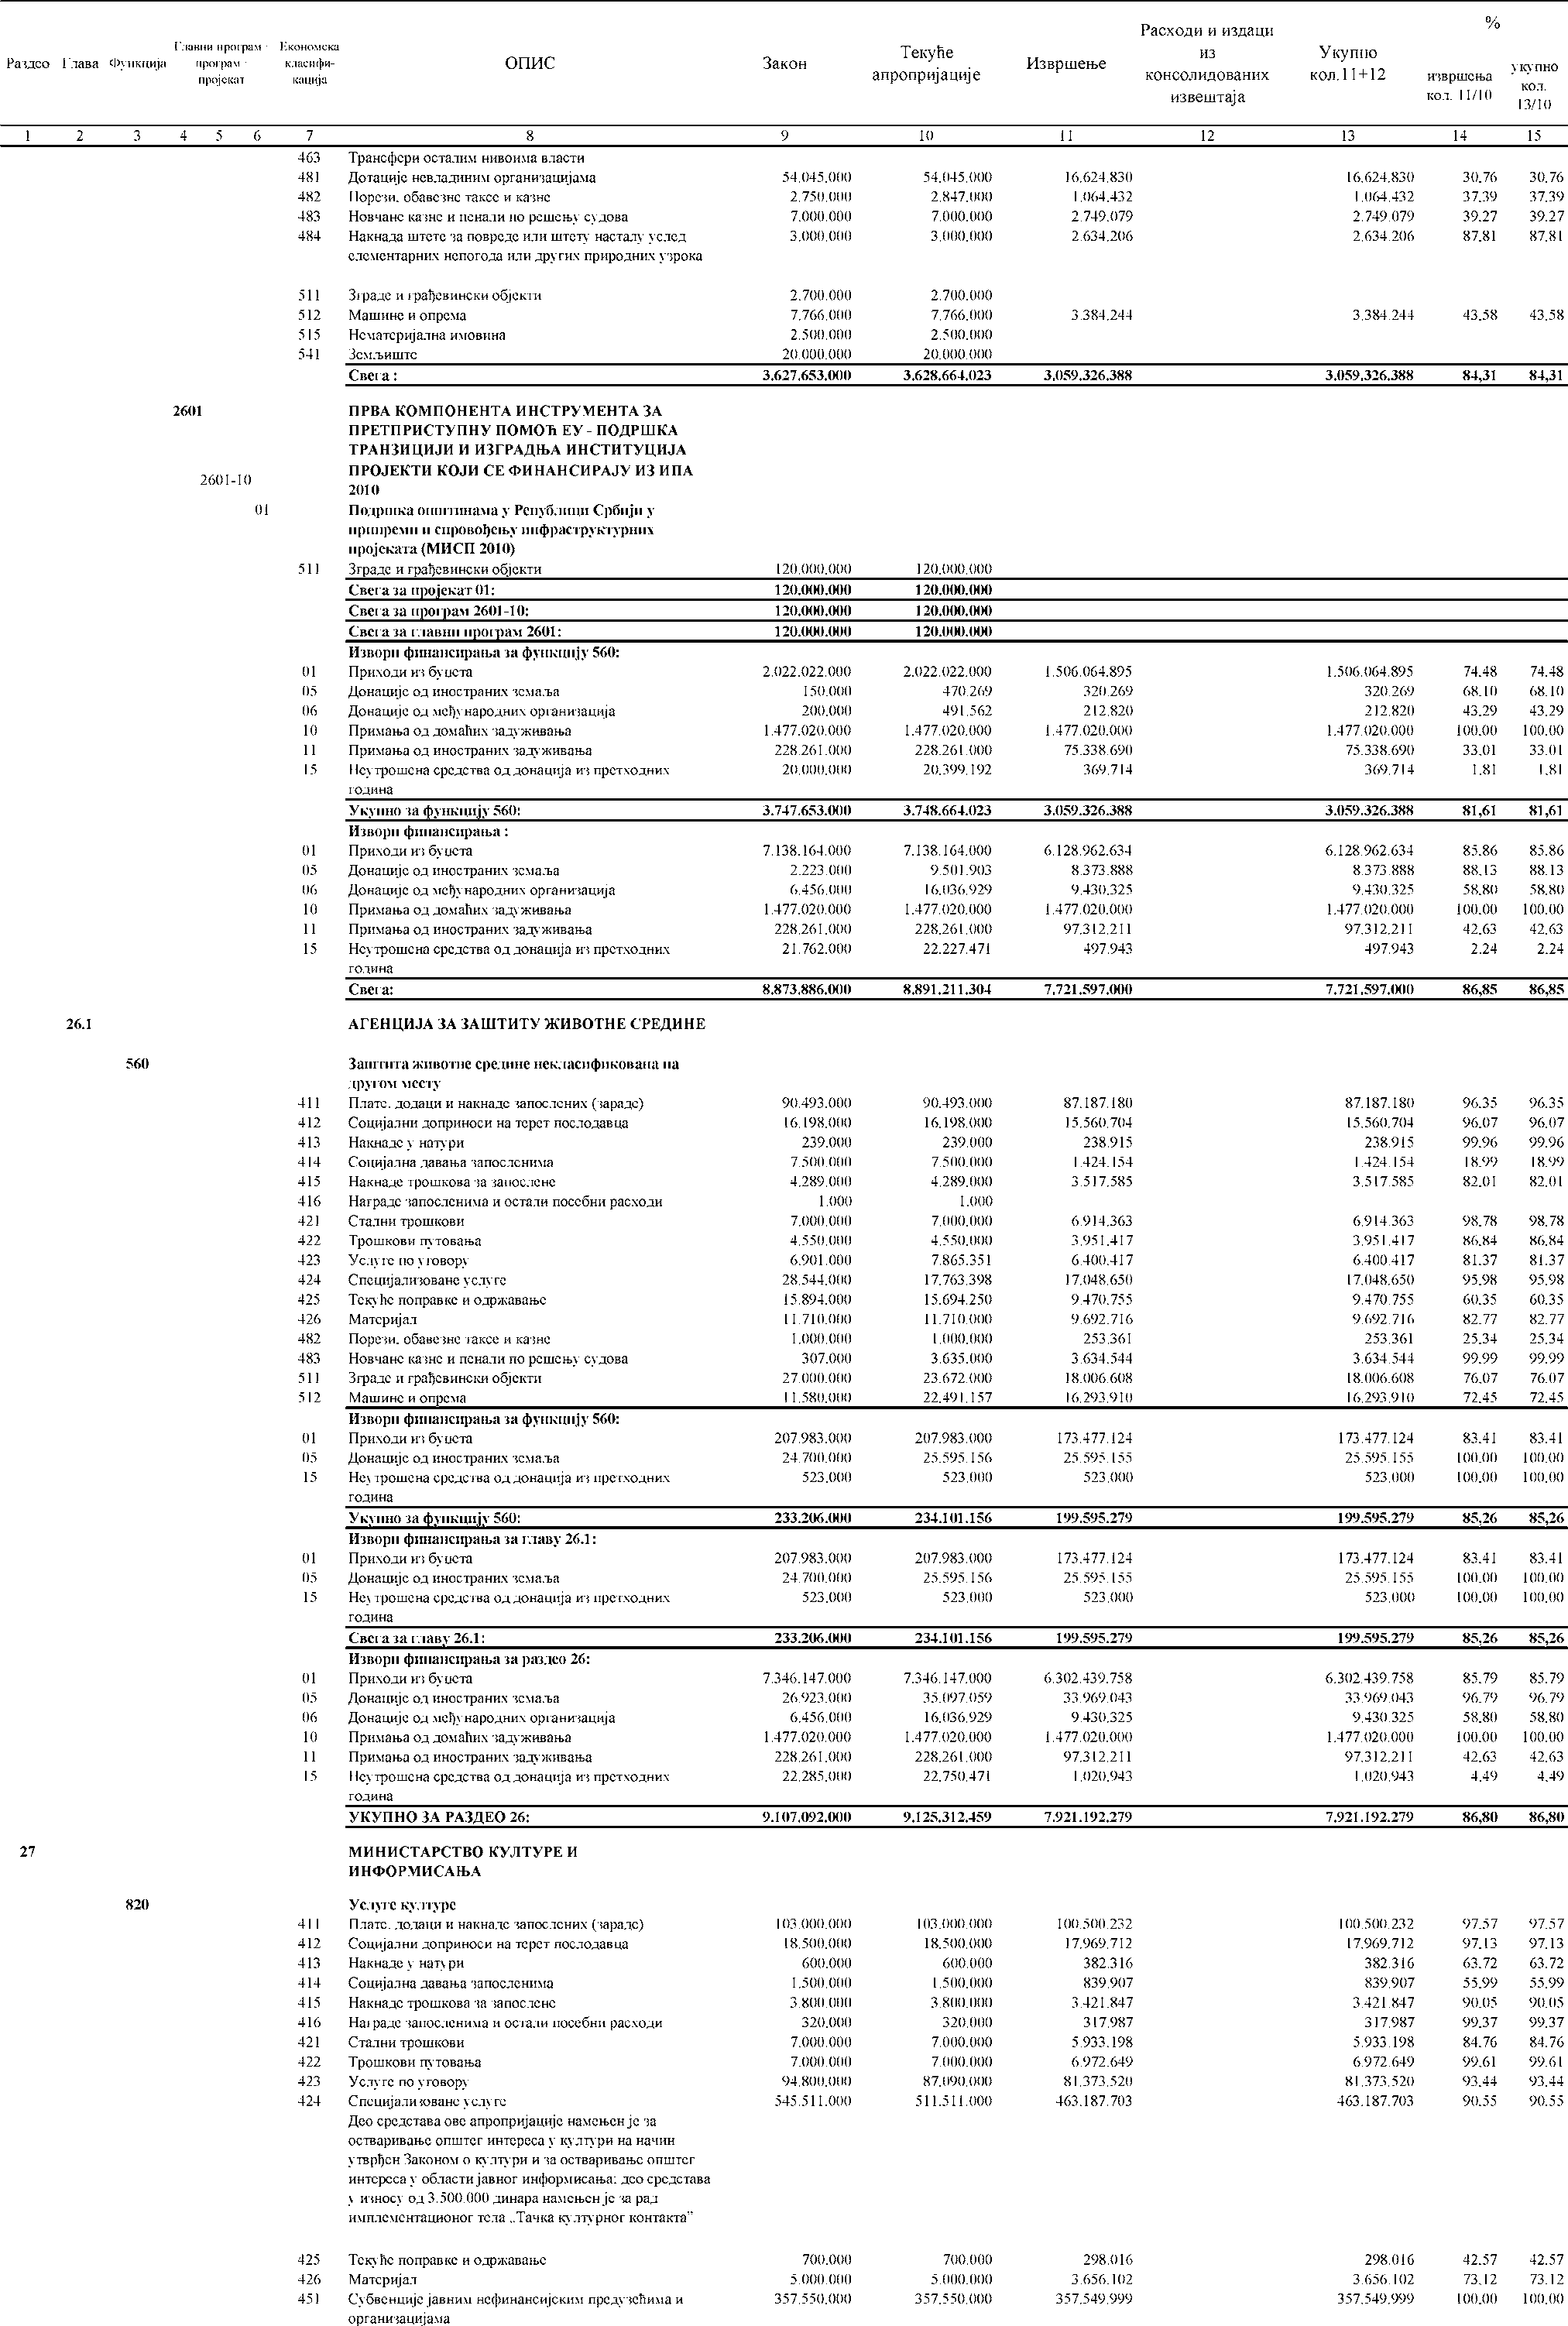 Раздео Глава Функција Главни програм - програм - пројекат Економска класифи-кација ОПИС Закон Текуће апропријације Извршење Расходи и издаци из консолидованих извештаја Укупно кол.11+12 % извршења кол. 11/10 укупно кол. 13/10
1 2 3 4 5 6 7 8 9 10 11 12 13 14 15
463 Трансфери осталим нивоима власти
481 Дотације невладиним организацијама 54.045.000 54.045.000 16.624.830 16.624.830 30,76 30,76
482 Порези, обавезне таксе и казне 2.750.000 2.847.000 1.064.432 1.064.432 37,39 37,39
483 Новчане казне и пенали по решењу судова 7.000.000 7.000.000 2.749.079 2.749.079 39,27 39,27
484 Накнада штете за повреде или штету насталу услед 3.000.000 3.000.000 2.634.206 2.634.206 87,81 87,81
елементарних непогода или других природних узрока
511 Зграде и грађевински објекти 2.700.000 2.700.000
512 Машине и опрема 7.766.000 7.766.000 3.384.244 3.384.244 43,58 43,58
515 Нематеријална имовина 2.500.000 2.500.000
541 Земљиште 20.000.000 20.000.000
Свега : 3.627.653.000 3.628.664.023 3.059.326.388 3.059.326.388 84,31 84,31
2601 ПРВА КОМПОНЕНТА ИНСТРУМЕНТА ЗА
ПРЕТПРИСТУПНУ ПОМОЋ ЕУ - ПОДРШКА
ТРАНЗИЦИЈИ И ИЗГРАДЊА ИНСТИТУЦИЈА
2601-10 ПРОЈЕКТИ КОЈИ СЕ ФИНАНСИРАЈУ ИЗ ИПА
2010
01 Подршка општинама у Републици Србији у
припреми и спровођењу инфраструктурних
пројеката (МИСП 2010)
511 Зграде и грађевински објекти 120.000.000 120.000.000
Свега за пројекат 01: 120.000.000 120.000.000
Свега за програм 2601-10: 120.000.000 120.000.000
Свега за главни програм 2601: 120.000.000 120.000.000
Извори финансирања за функцију 560:
01 Приходи из буџета 2.022.022.000 2.022.022.000 1.506.064.895 1.506.064.895 74,48 74,48
05 Донације од иностраних земаља 150.000 470.269 320.269 320.269 68,10 68,10
06 Донације од међународних организација 200.000 491.562 212.820 212.820 43,29 43,29
10 Примања од домаћих задуживања 1.477.020.000 1.477.020.000 1.477.020.000 1.477.020.000 100,00 100,00
11 Примања од иностраних задуживања 228.261.000 228.261.000 75.338.690 75.338.690 33,01 33,01
15 Неутрошена средства од донација из претходних 20.000.000 20.399.192 369.714 369.714 1,81 1,81
година
Укупно за функцију 560: 3.747.653.000 3.748.664.023 3.059.326.388 3.059.326.388 81,61 81,61
Извори финансирања :
01 Приходи из буџета 7.138.164.000 7.138.164.000 6.128.962.634 6.128.962.634 85,86 85,86
05 Донације од иностраних земаља 2.223.000 9.501.903 8.373.888 8.373.888 88,13 88,13
06 Донације од међународних организација 6.456.000 16.036.929 9.430.325 9.430.325 58,80 58,80
10 Примања од домаћих задуживања 1.477.020.000 1.477.020.000 1.477.020.000 1.477.020.000 100,00 100,00
11 Примања од иностраних задуживања 228.261.000 228.261.000 97.312.211 97.312.211 42,63 42,63
15 Неутрошена средства од донација из претходних 21.762.000 22.227.471 497.943 497.943 2,24 2,24
година
Свега: 8.873.886.000 8.891.211.304 7.721.597.000 7.721.597.000 86,85 86,85
26.1 АГЕНЦИЈА ЗА ЗАШТИТУ ЖИВОТНЕ СРЕДИНЕ
560 Заштита животне средине некласификована на
другом месту
411 Плате, додаци и накнаде запослених (зараде) 90.493.000 90.493.000 87.187.180 87.187.180 96,35 96,35
412 Социјални доприноси на терет послодавца 16.198.000 16.198.000 15.560.704 15.560.704 96,07 96,07
413 Накнаде у натури 239.000 239.000 238.915 238.915 99,96 99,96
414 Социјална давања запосленима 7.500.000 7.500.000 1.424.154 1.424.154 18,99 18,99
415 Накнаде трошкова за запослене 4.289.000 4.289.000 3.517.585 3.517.585 82,01 82,01
416 Награде запосленима и остали посебни расходи 1.000 1.000
421 Стални трошкови 7.000.000 7.000.000 6.914.363 6.914.363 98,78 98,78
422 Трошкови путовања 4.550.000 4.550.000 3.951.417 3.951.417 86,84 86,84
423 Услуге по уговору 6.901.000 7.865.351 6.400.417 6.400.417 81,37 81,37
424 Специјализоване услуге 28.544.000 17.763.398 17.048.650 17.048.650 95,98 95,98
425 Текуће поправке и одржавање 15.894.000 15.694.250 9.470.755 9.470.755 60,35 60,35
426 Материјал 11.710.000 11.710.000 9.692.716 9.692.716 82,77 82,77
482 Порези, обавезне таксе и казне 1.000.000 1.000.000 253.361 253.361 25,34 25,34
483 Новчане казне и пенали по решењу судова 307.000 3.635.000 3.634.544 3.634.544 99,99 99,99
511 Зграде и грађевински објекти 27.000.000 23.672.000 18.006.608 18.006.608 76,07 76,07
512 Машине и опрема 11.580.000 22.491.157 16.293.910 16.293.910 72,45 72,45
Извори финансирања за функцију 560:
01 Приходи из буџета 207.983.000 207.983.000 173.477.124 173.477.124 83,41 83,41
05 Донације од иностраних земаља 24.700.000 25.595.156 25.595.155 25.595.155 100,00 100,00
15 Неутрошена средства од донација из претходних 523.000 523.000 523.000 523.000 100,00 100,00
година
Укупно за функцију 560: 233.206.000 234.101.156 199.595.279 199.595.279 85,26 85,26
Извори финансирања за главу 26.1:
01 Приходи из буџета 207.983.000 207.983.000 173.477.124 173.477.124 83,41 83,41
05 Донације од иностраних земаља 24.700.000 25.595.156 25.595.155 25.595.155 100,00 100,00
15 Неутрошена средства од донација из претходних 523.000 523.000 523.000 523.000 100,00 100,00
година
Свега за главу 26.1: 233.206.000 234.101.156 199.595.279 199.595.279 85,26 85,26
Извори финансирања за раздео 26:
01 Приходи из буџета 7.346.147.000 7.346.147.000 6.302.439.758 6.302.439.758 85,79 85,79
05 Донације од иностраних земаља 26.923.000 35.097.059 33.969.043 33.969.043 96,79 96,79
06 Донације од међународних организација 6.456.000 16.036.929 9.430.325 9.430.325 58,80 58,80
10 Примања од домаћих задуживања 1.477.020.000 1.477.020.000 1.477.020.000 1.477.020.000 100,00 100,00
11 Примања од иностраних задуживања 228.261.000 228.261.000 97.312.211 97.312.211 42,63 42,63
15 Неутрошена средства од донација из претходних 22.285.000 22.750.471 1.020.943 1.020.943 4,49 4,49
година
УКУПНО ЗА РАЗДЕО 26: 9.107.092.000 9.125.312.459 7.921.192.279 7.921.192.279 86,80 86,80
27 МИНИСТАРСТВО КУЛТУРЕ И
ИНФОРМИСАЊА
820 Услуге културе
411 Плате, додаци и накнаде запослених (зараде) 103.000.000 103.000.000 100.500.232 100.500.232 97,57 97,57
412 Социјални доприноси на терет послодавца 18.500.000 18.500.000 17.969.712 17.969.712 97,13 97,13
413 Накнаде у натури 600.000 600.000 382.316 382.316 63,72 63,72
414 Социјална давања запосленима 1.500.000 1.500.000 839.907 839.907 55,99 55,99
415 Накнаде трошкова за запослене 3.800.000 3.800.000 3.421.847 3.421.847 90,05 90,05
416 Награде запосленима и остали посебни расходи 320.000 320.000 317.987 317.987 99,37 99,37
421 Стални трошкови 7.000.000 7.000.000 5.933.198 5.933.198 84,76 84,76
422 Трошкови путовања 7.000.000 7.000.000 6.972.649 6.972.649 99,61 99,61
423 Услуге по уговору 94.800.000 87.090.000 81.373.520 81.373.520 93,44 93,44
424 Специјализоване услуге 545.511.000 511.511.000 463.187.703 463.187.703 90,55 90,55
Део средстава ове апропријације намењен је за
остваривање општег интереса у култури на начин
утврђен Законом о култури и за остваривање општег
интереса у области јавног информисања; део средстава
у износу од 3.500.000 динара намењен је за рад
имплементационог тела „Тачка културног контакта”
425 Текуће поправке и одржавање 700.000 700.000 298.016 298.016 42,57 42,57
426 Материјал 5.000.000 5.000.000 3.656.102 3.656.102 73,12 73,12
451 Субвенције јавним нефинансијским предузећима и 357.550.000 357.550.000 357.549.999 357.549.999 100,00 100,00
организацијама